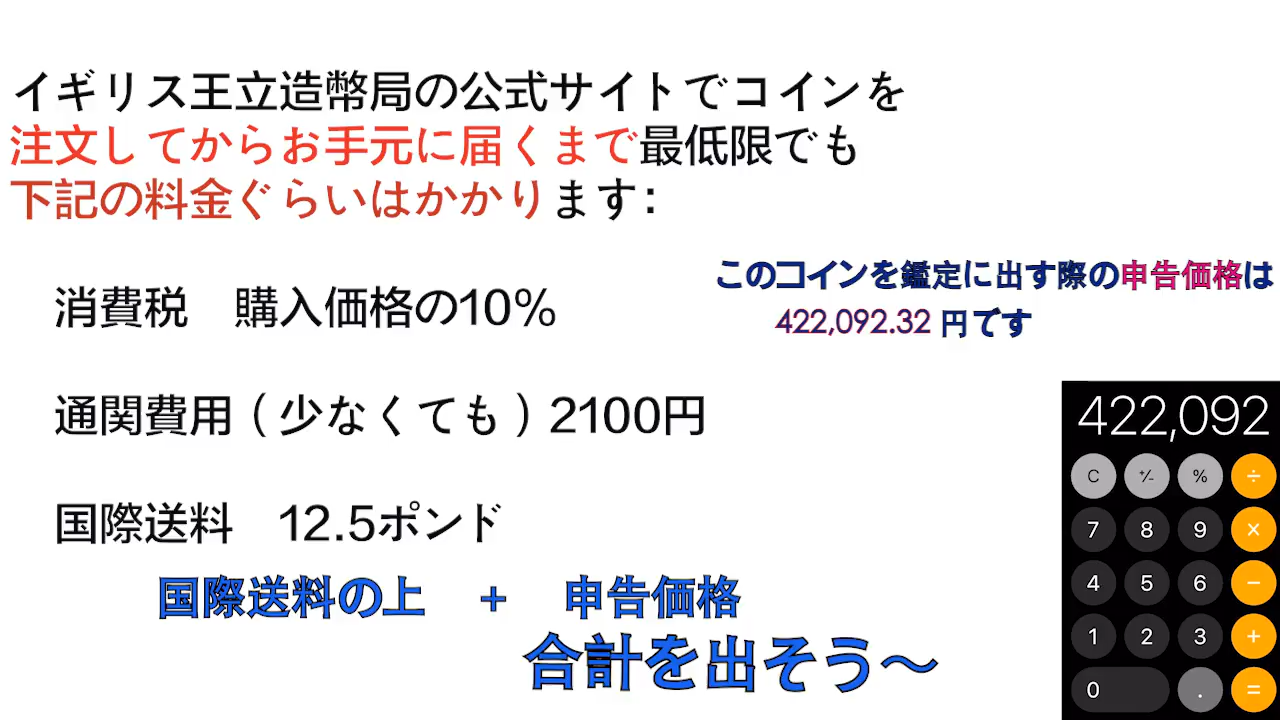 イギリス王立造幣局の公式サイトでコインを
注文してからお手元に届くまで最低限でも
下記の料金ぐらいはかかります：
このコインを鑑定に出す際の申告価格は
422,092.32 円です
消費税　購入価格の10%
通関費用（少なくても）2100円
国際送料　12.5ポンド
国際送料の上　+　申告価格
合計を出そう〜
422,092
C +/- % ÷
7 8 9 ×
4 5 6 −
1 2 3 +
0 . =